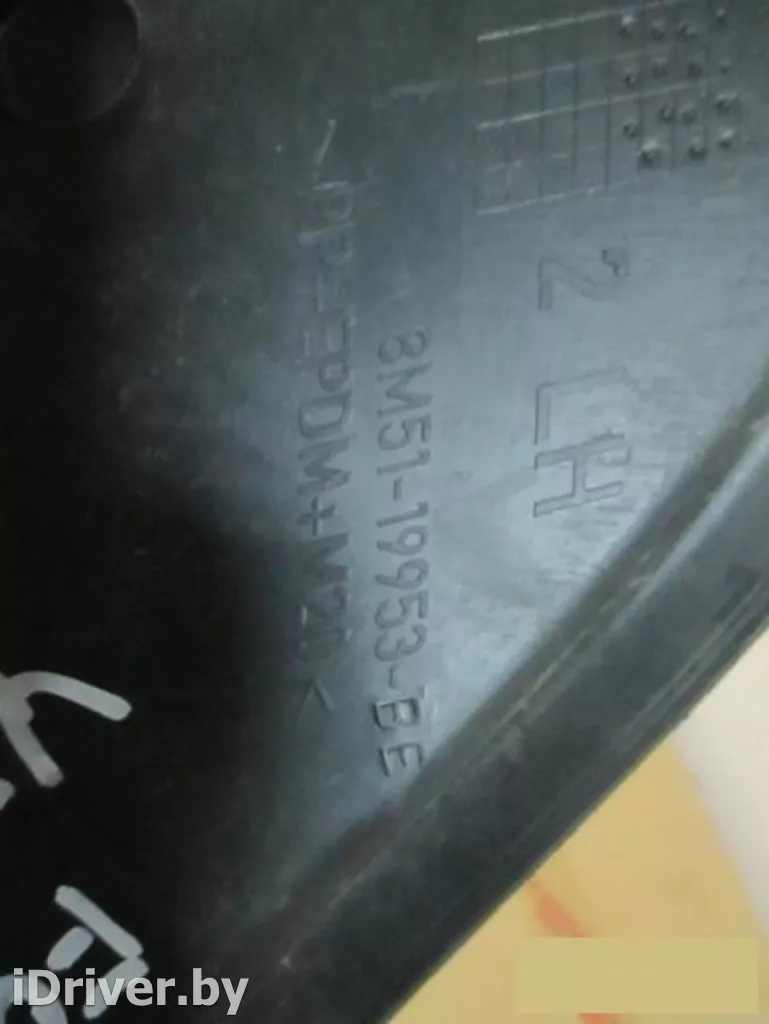 2 LH
8M51-19953-BE
>PP-EPDM+M20<
iDriver.by